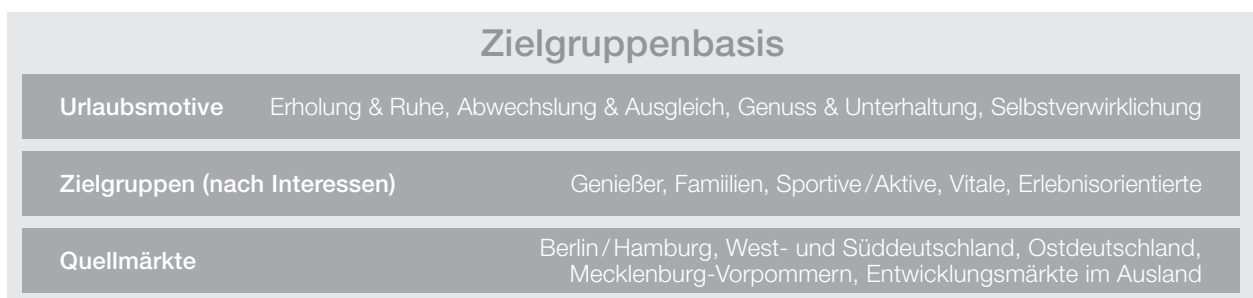 Zielgruppenbasis
Urlaubsmotive Erholung & Ruhe, Abwechslung & Ausgleich, Genuss & Unterhaltung, Selbstverwirklichung
Zielgruppen (nach Interessen) Genießer, Famiilien, Sportive/Aktive, Vitale, Erlebnisorientierte
Quellmärkte Berlin/Hamburg, West- und Süddeutschland, Ostdeutschland,
Mecklenburg-Vorpommern, Entwicklungsmärkte im Ausland